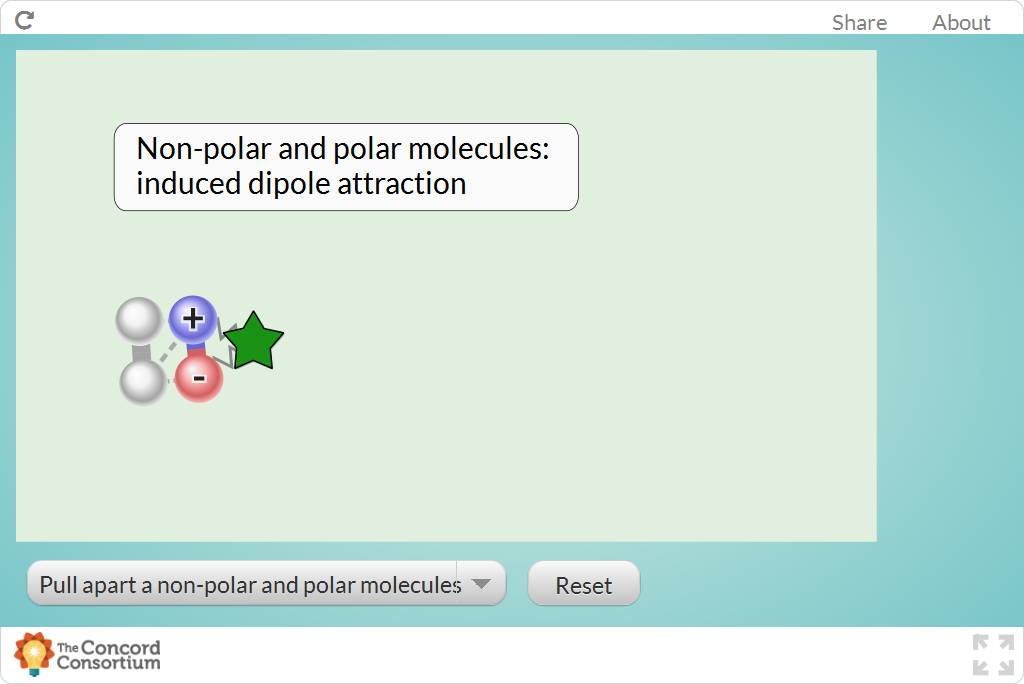 Share About
Non-polar and polar molecules:
induced dipole attraction
+
-
Pull apart a non-polar and polar molecules
Reset
The Concord
Consortium